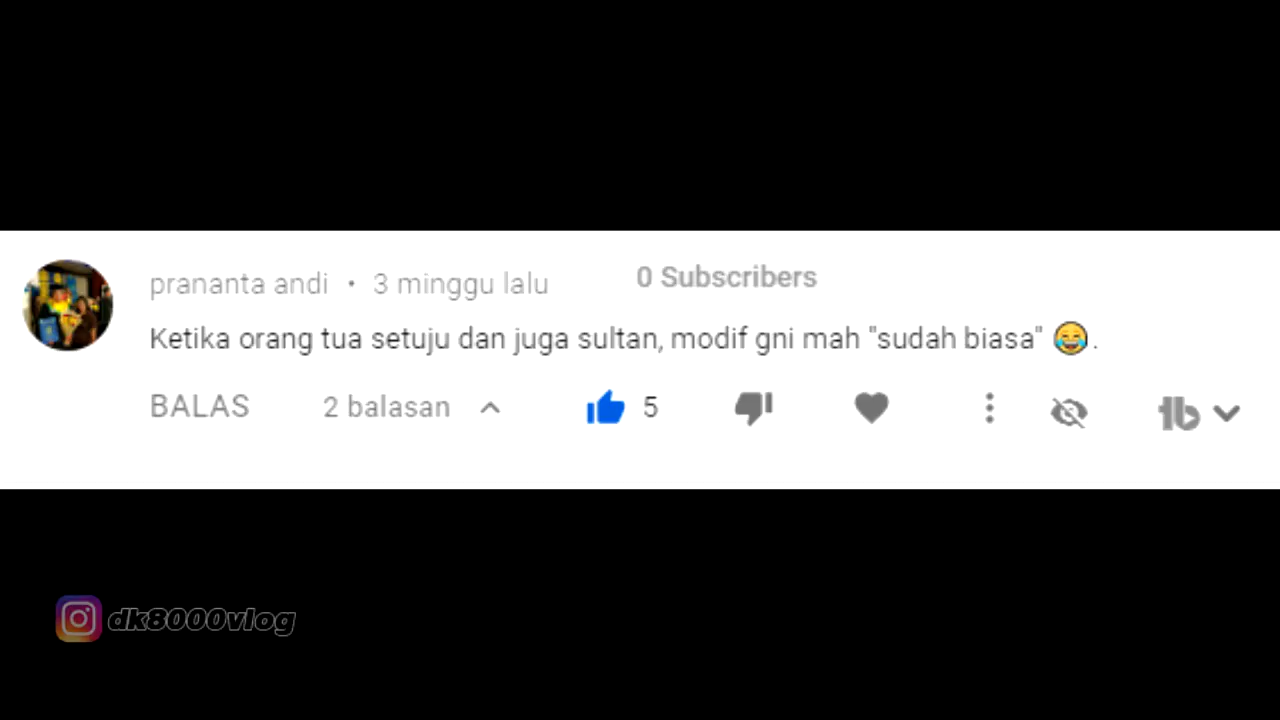 prananta andi • 3 minggu lalu 0 Subscribers
Ketika orang tua setuju dan juga sultan, modif gni mah "sudah biasa" 😂.
BALAS 2 balasan 5
dk8000vlog